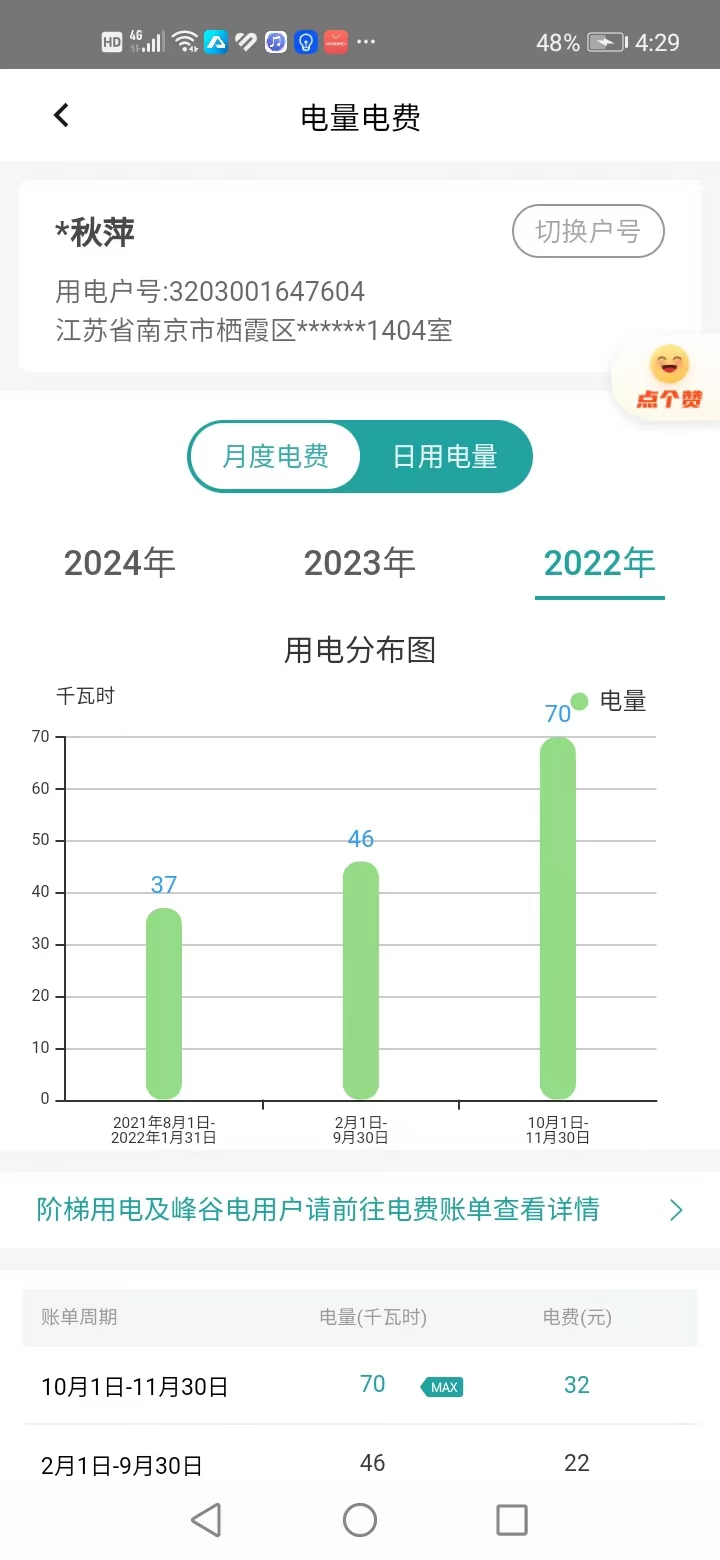 HD 4G 48% 4:29
电量电费
*秋萍
切换户号
用电户号:3203001647604
江苏省南京市栖霞区******1404室
点个赞
月度电费 日用电量
2024年 2023年 2022年
用电分布图
千瓦时
电量
70
60
50
40
30
20
10
0
37
46
70
2021年8月1日-
2022年1月31日
2月1日-
9月30日
10月1日-
11月30日
阶梯用电及峰谷电用户请前往电费账单查看详情
账单周期 电量(千瓦时) 电费(元)
10月1日-11月30日 70 MAX 32
2月1日-9月30日 46 22